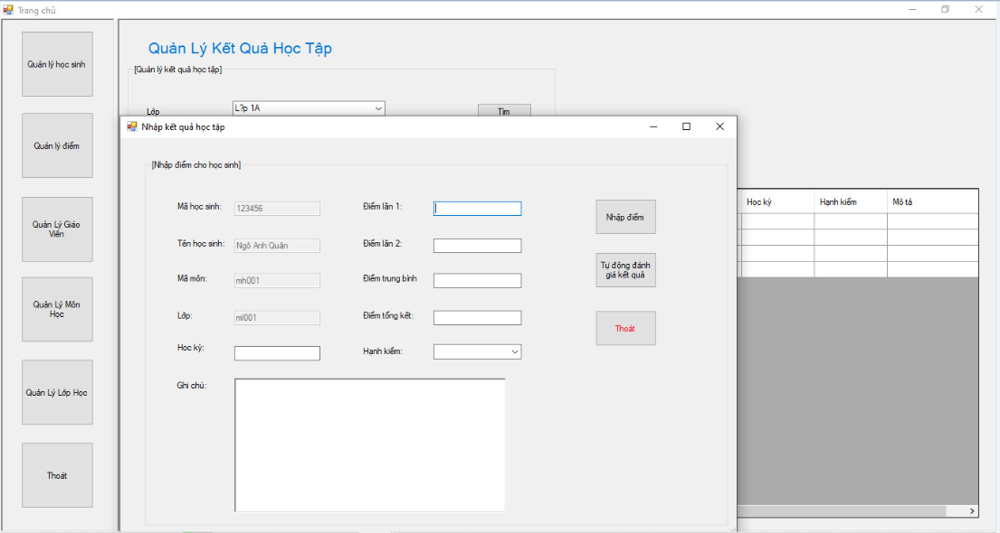 Trang chủ
Quản lý học sinh
Quản lý điểm
Quản Lý Giáo
Viên
Quản Lý Môn
Học
Quản Lý Lớp Học
Thoát
Quản Lý Kết Quả Học Tập
[Quản lý kết quả học tập]
Lớp
L?p 1A
Tìm
Nhập kết quả học tập
[Nhập điểm cho học sinh]
Mã học sinh:
123456
Điểm lần 1:
Nhập điểm
Tên học sinh:
Ngô Anh Quân
Điểm lần 2:
Tự động đánh
giá kết quả
Mã môn:
mh001
Điểm trung bình
Lớp:
ml001
Điểm tổng kết:
Thoát
Học kỳ:
Hạnh kiểm:
Ghi chú:
Học kỳ
Hạnh kiểm
Mô tả